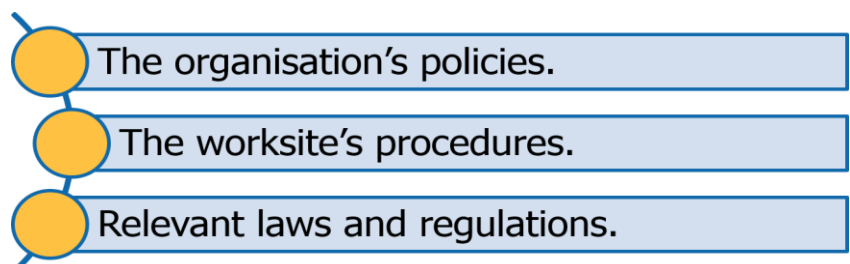 The organisation’s policies.
The worksite’s procedures.
Relevant laws and regulations.